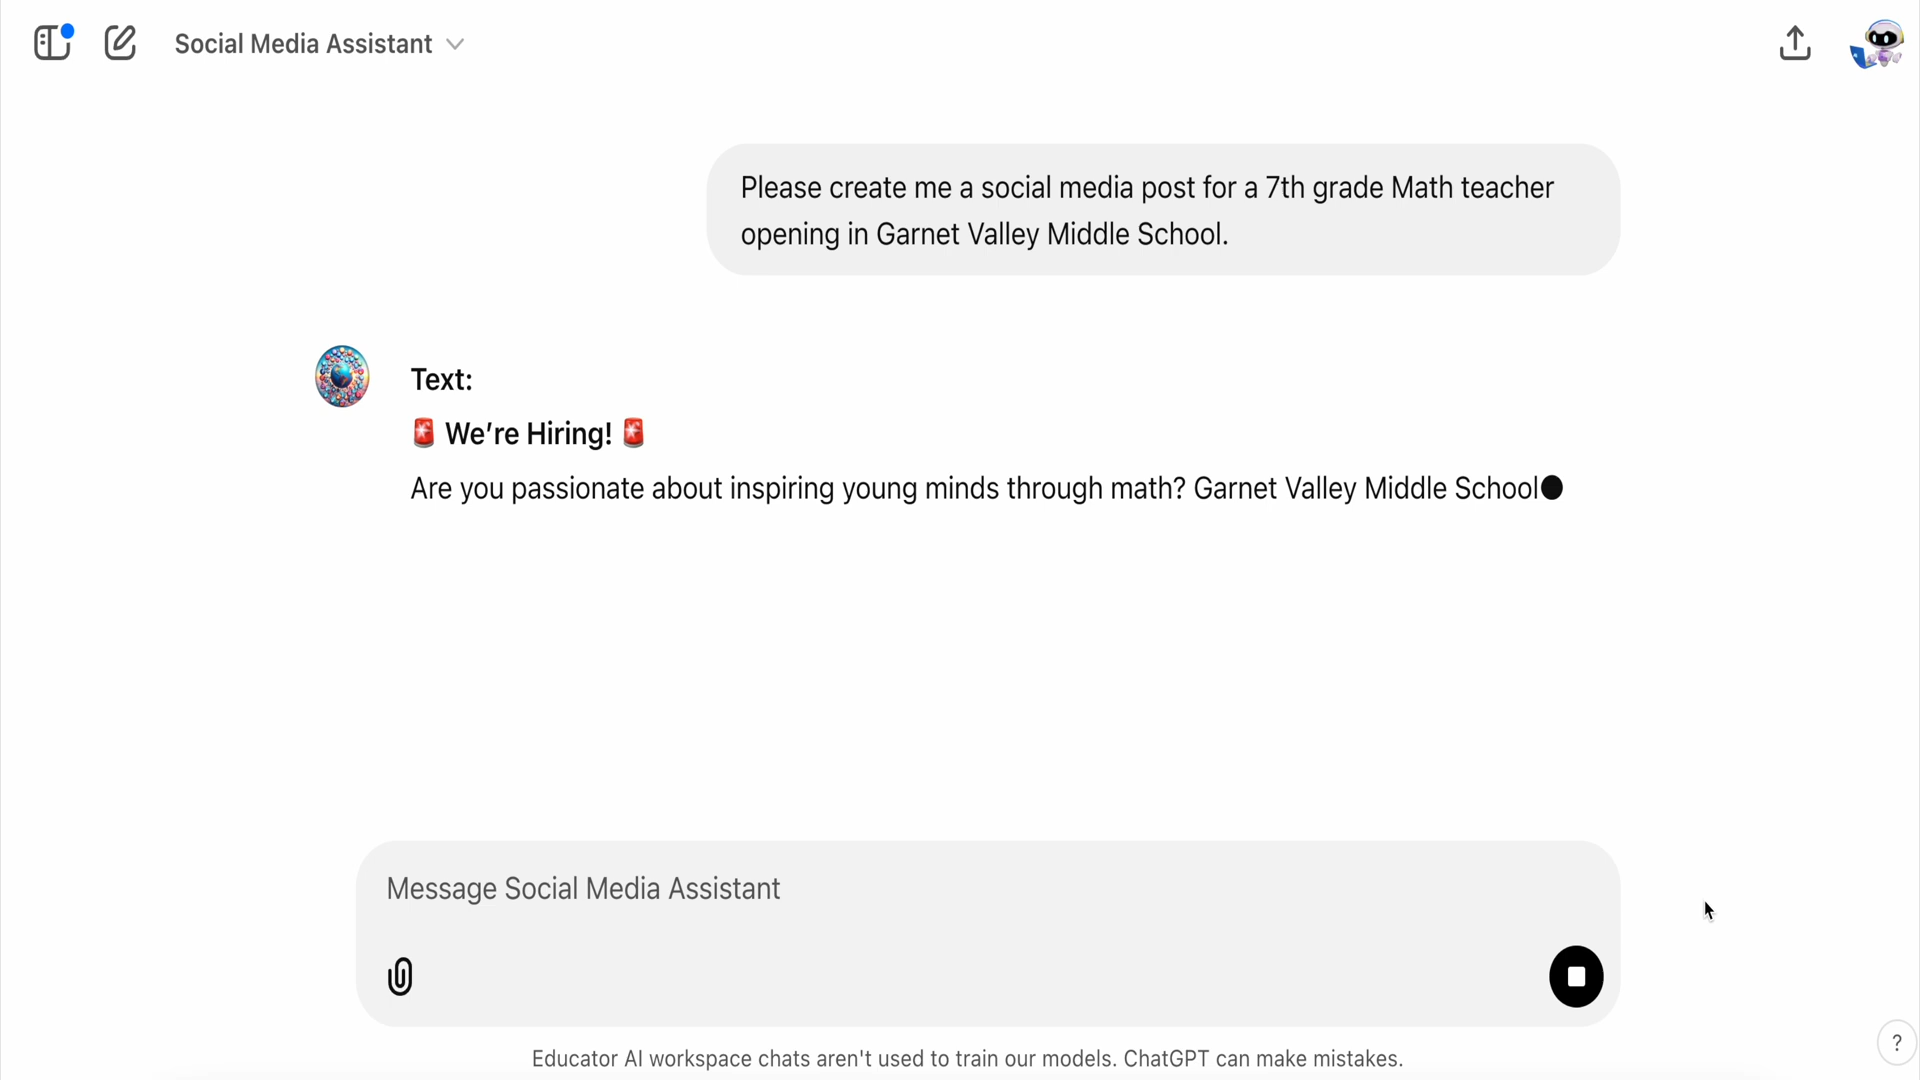 Social Media Assistant
Please create me a social media post for a 7th grade Math teacher
opening in Garnet Valley Middle School.
Text:
🚨 We're Hiring! 🚨
Are you passionate about inspiring young minds through math? Garnet Valley Middle School
Message Social Media Assistant
Educator AI workspace chats aren't used to train our models. ChatGPT can make mistakes.
?